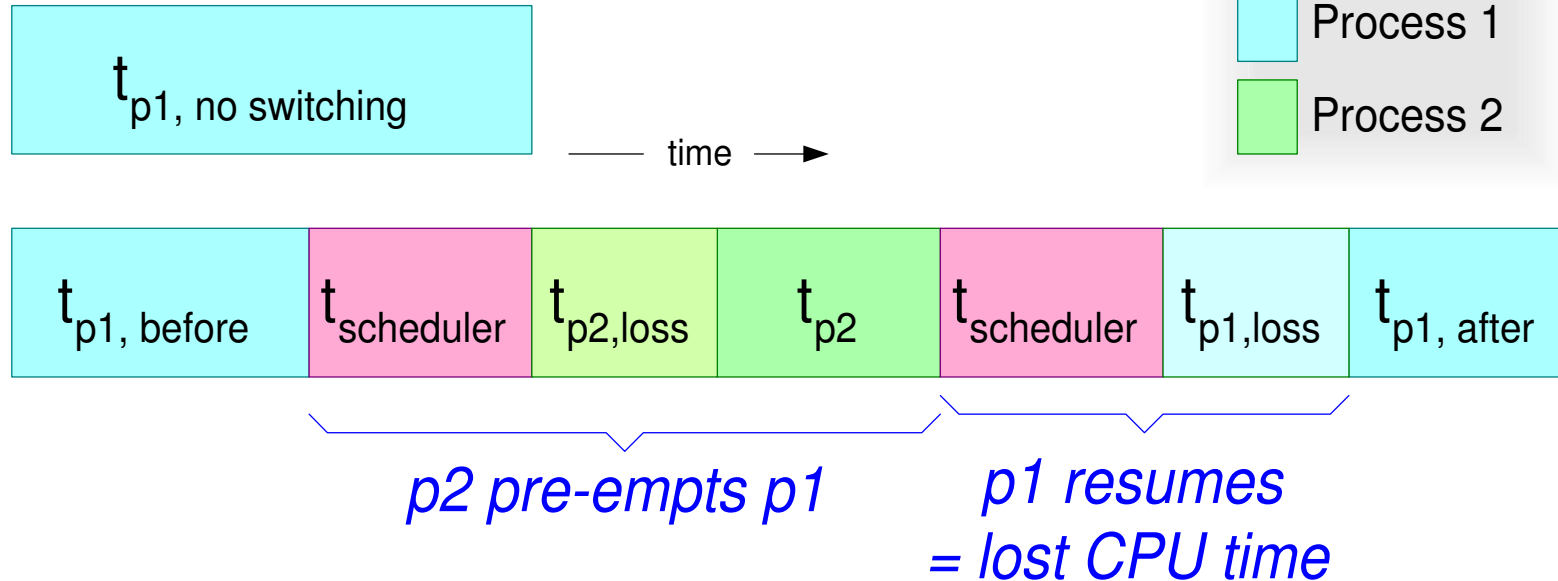 Process 1
t p1, no switching
Process 2
time
t p1, before t scheduler t p2,loss t p2 t scheduler t p1,loss t p1, after
p2 pre-empts p1
p1 resumes
= lost CPU time